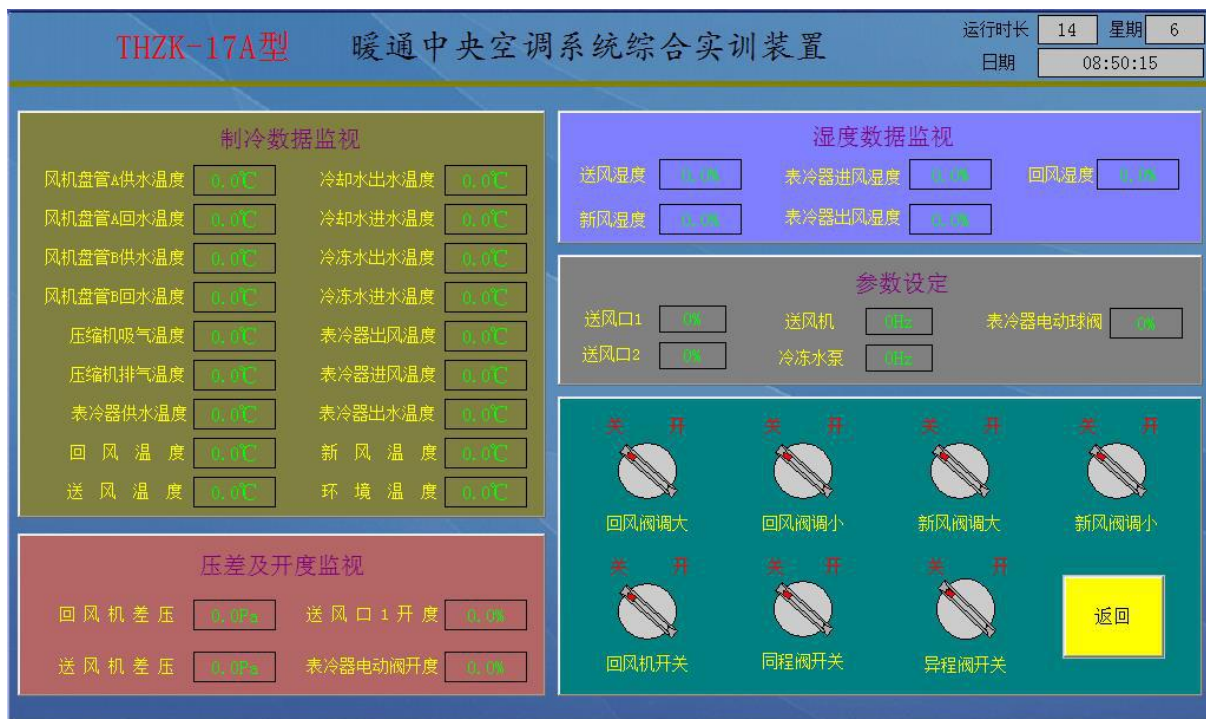 THZK-17A型 暖通中央空调系统综合实训装置
运行时长 14 星期 6
日期 08:50:15
制冷数据监视
风机盘管A供水温度 0.0℃ 冷却水出水温度 0.0℃
风机盘管A回水温度 0.0℃ 冷却水进水温度 0.0℃
风机盘管B供水温度 0.0℃ 冷冻水出水温度 0.0℃
风机盘管B回水温度 0.0℃ 冷冻水进水温度 0.0℃
压缩机吸气温度 0.0℃ 表冷器出风温度 0.0℃
压缩机排气温度 0.0℃ 表冷器进风温度 0.0℃
表冷器供水温度 0.0℃ 表冷器出水温度 0.0℃
回风温度 0.0℃ 新风温度 0.0℃
送风温度 0.0℃ 环境温度 0.0℃
压差及开度监视
回风机差压 0.0Pa 送风口1开度 0.0%
送风机差压 0.0Pa 表冷器电动阀开度 0.0%
湿度数据监视
送风湿度 0.0% 表冷器进风湿度 0.0% 回风湿度 0.0%
新风湿度 0.0% 表冷器出风湿度 0.0%
参数设定
送风口1 0% 送风机 0Hz 表冷器电动球阀 0%
送风口2 0% 冷冻水泵 0Hz
关 开 关 开 关 开 关 开
回风阀调大 回风阀调小 新风阀调大 新风阀调小
关 开 关 开 关 开
回风机开关 同程阀开关 异程阀开关 返回